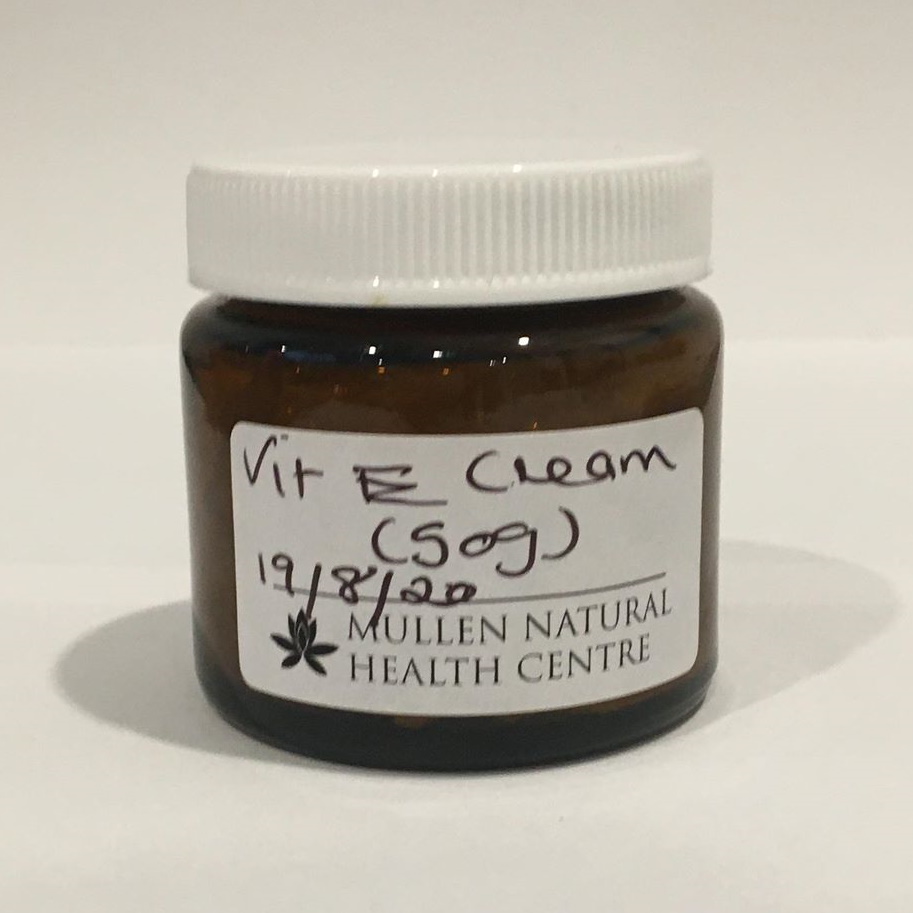 Vit E Cream
(50g)
19/8/20
MULLEN NATURAL
HEALTH CENTRE